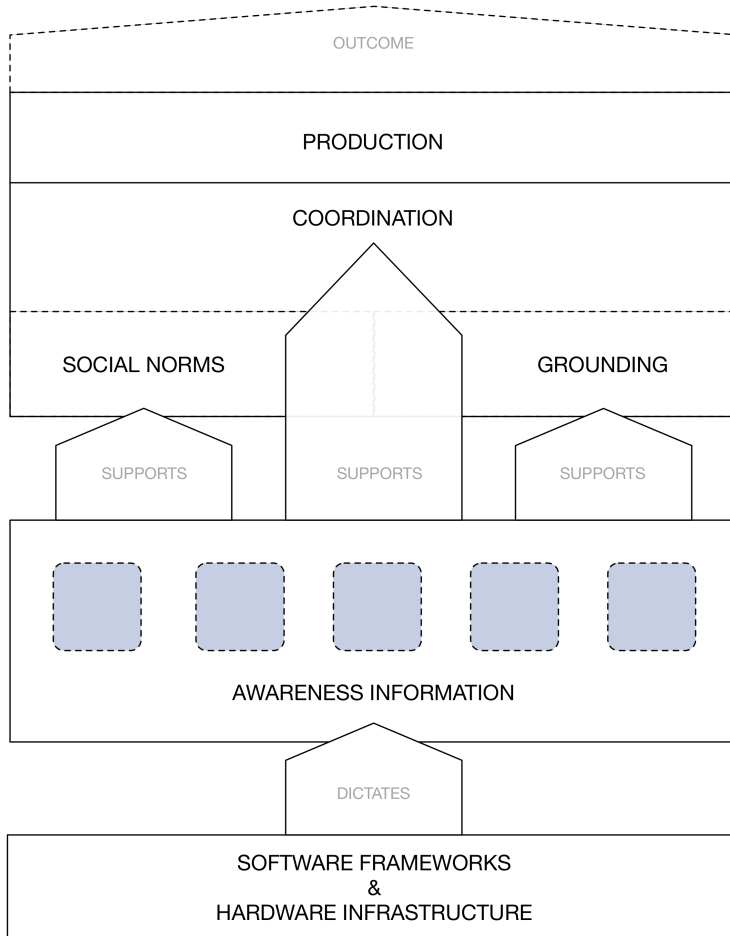 OUTCOME
PRODUCTION
COORDINATION
SOCIAL NORMS
GROUNDING
SUPPORTS
SUPPORTS
SUPPORTS
AWARENESS INFORMATION
DICTATES
SOFTWARE FRAMEWORKS
&
HARDWARE INFRASTRUCTURE